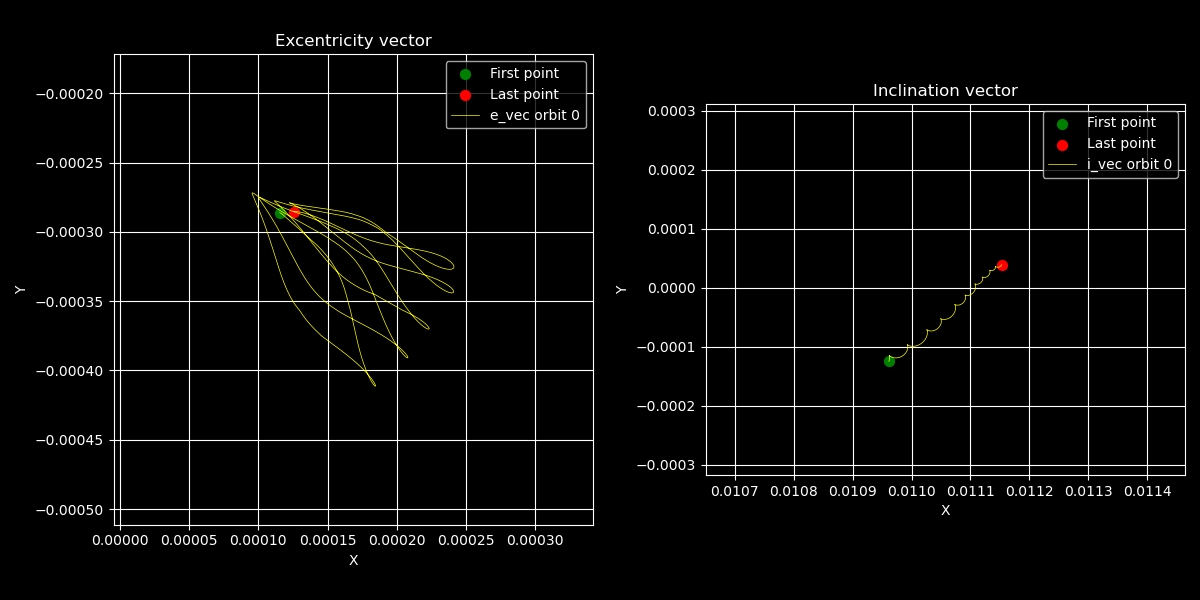 Excentricity vector
First point
Last point
e_vec orbit 0
−0.00020
−0.00025
−0.00030
−0.00035
−0.00040
−0.00045
−0.00050
Y
0.00000 0.00005 0.00010 0.00015 0.00020 0.00025 0.00030
X
Inclination vector
First point
Last point
i_vec orbit 0
0.0003
0.0002
0.0001
0.0000
−0.0001
−0.0002
−0.0003
Y
0.0107 0.0108 0.0109 0.0110 0.0111 0.0112 0.0113 0.0114
X